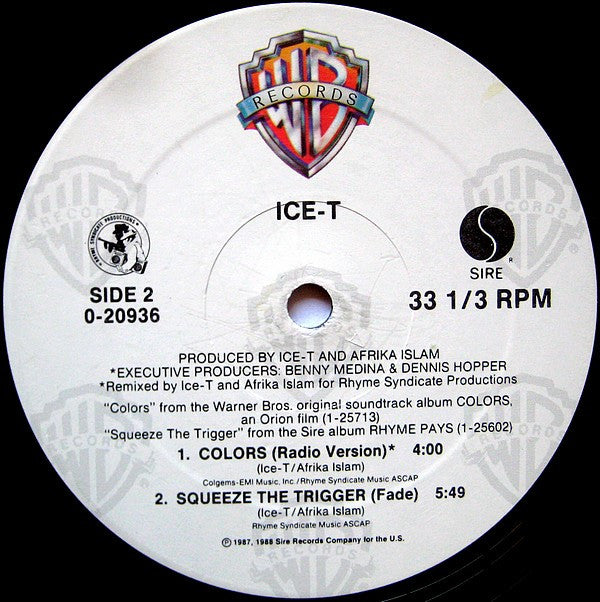 WB
RECORDS
ICE-T
RHYME SYNDICATE PRODUCTIONS
SIRE
SIDE 2
0-20936
33 1/3 RPM
PRODUCED BY ICE-T AND AFRIKA ISLAM
*EXECUTIVE PRODUCERS: BENNY MEDINA & DENNIS HOPPER
*Remixed by Ice-T and Afrika Islam for Rhyme Syndicate Productions
"Colors" from the Warner Bros. original soundtrack album COLORS,
an Orion film (1-25713)
"Squeeze The Trigger" from the Sire album RHYME PAYS (1-25602)
1. COLORS (Radio Version)* 4:00
(Ice-T/Afrika Islam)
Colgems-EMI Music, Inc./Rhyme Syndicate Music ASCAP
2. SQUEEZE THE TRIGGER (Fade) 5:49
(Ice-T/Afrika Islam)
Rhyme Syndicate Music ASCAP
℗ 1987, 1988 Sire Records Company for the U.S.